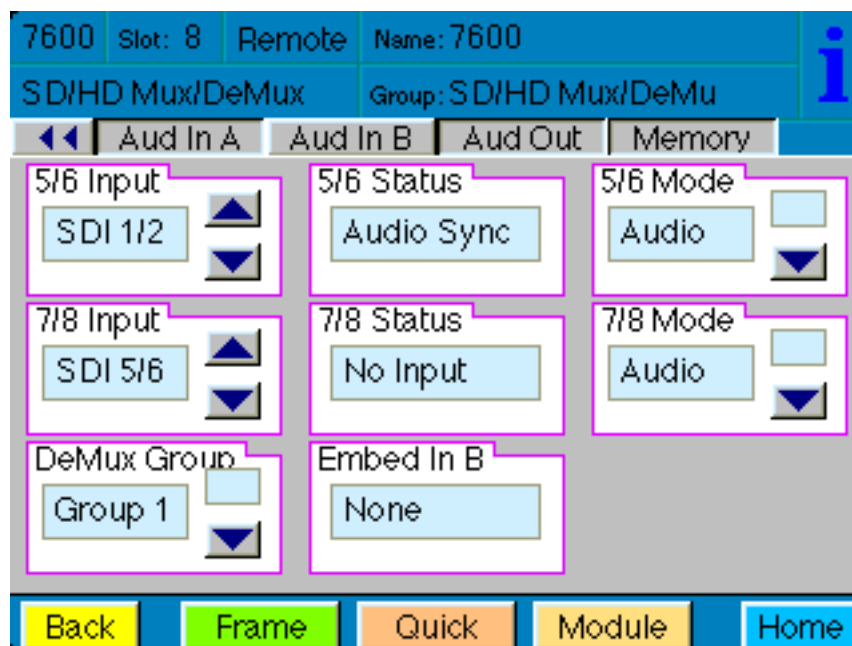 7600 Slot: 8 Remote Name: 7600
SD/HD Mux/DeMux Group: SD/HD Mux/DeMu
i
Aud In A Aud In B Aud Out Memory
5/6 Input 5/6 Status 5/6 Mode
SDI 1/2 Audio Sync Audio
7/8 Input 7/8 Status 7/8 Mode
SDI 5/6 No Input Audio
DeMux Group Embed In B
Group 1 None
Back Frame Quick Module Home